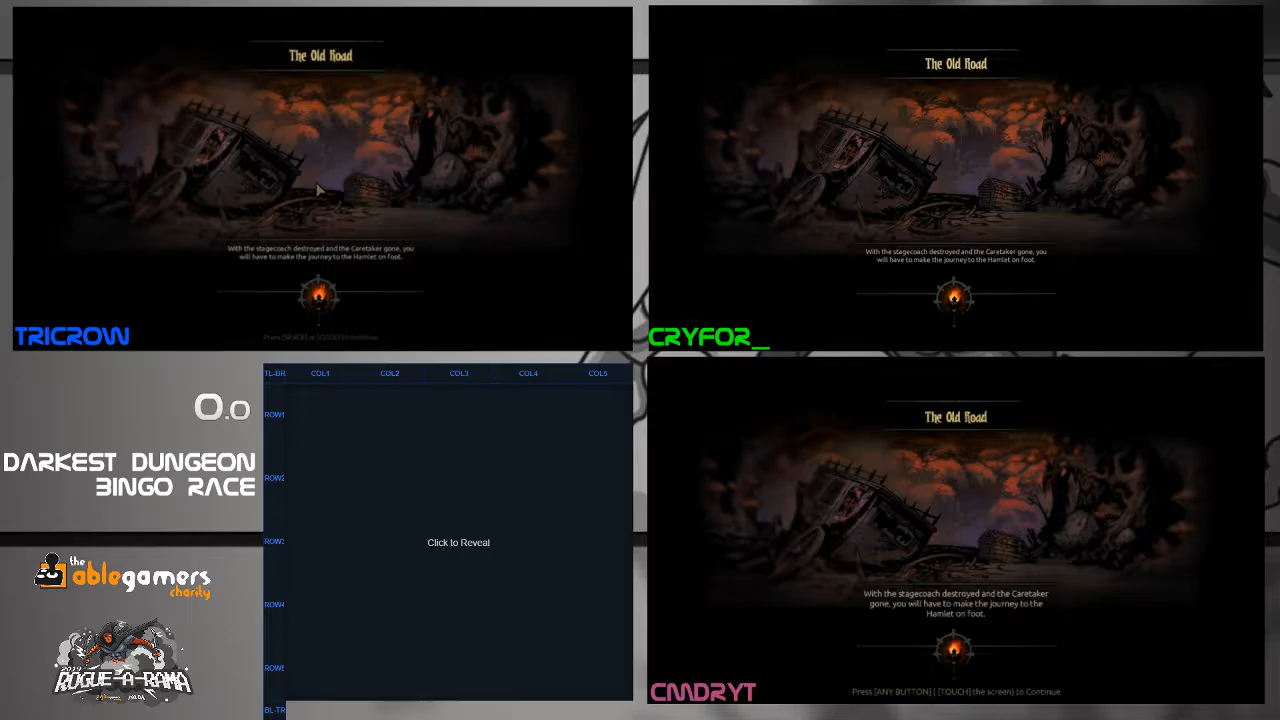 The Old Road
With the stagecoach destroyed and the Caretaker gone, you
will have to make the journey to the Hamlet on foot.
TRICROW
The Old Road
With the stagecoach destroyed and the Caretaker gone, you
will have to make the journey to the Hamlet on foot.
CRYFOR_
0.0
DARKEST DUNGEON
BINGO RACE
the
ablegamers
charity
2019
ROGUE-A-RAMA
TL-BR COL1 COL2 COL3 COL4 COL5
ROW1
ROW2
ROW3
Click to Reveal
ROW4
ROW5
BL-TR
The Old Road
With the stagecoach destroyed and the Caretaker
gone, you will have to make the journey to the
Hamlet on foot.
Press [ANY BUTTON] ( [TOUCH] the screen) to Continue
CMDRYT